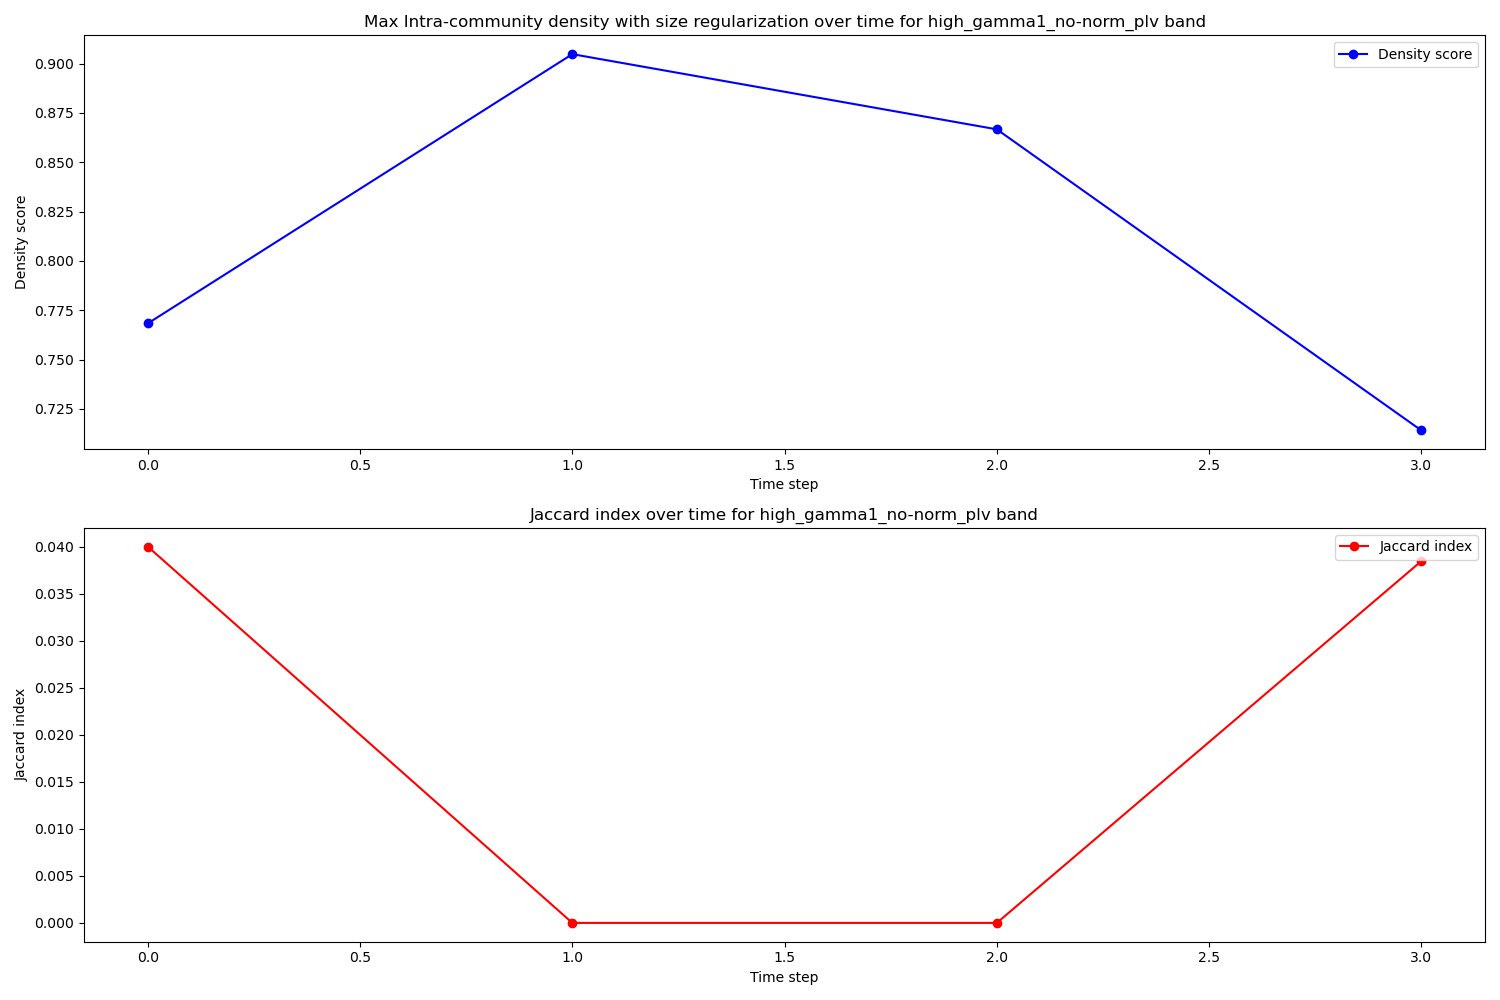 Max Intra-community density with size regularization over time for high_gamma1_no-norm_plv band
Density score
0.900
0.875
0.850
0.825
0.800
0.775
0.750
0.725
Density score
0.0 0.5 1.0 1.5 2.0 2.5 3.0
Time step
Jaccard index over time for high_gamma1_no-norm_plv band
Jaccard index
0.040
0.035
0.030
0.025
0.020
0.015
0.010
0.005
0.000
Jaccard index
0.0 0.5 1.0 1.5 2.0 2.5 3.0
Time step